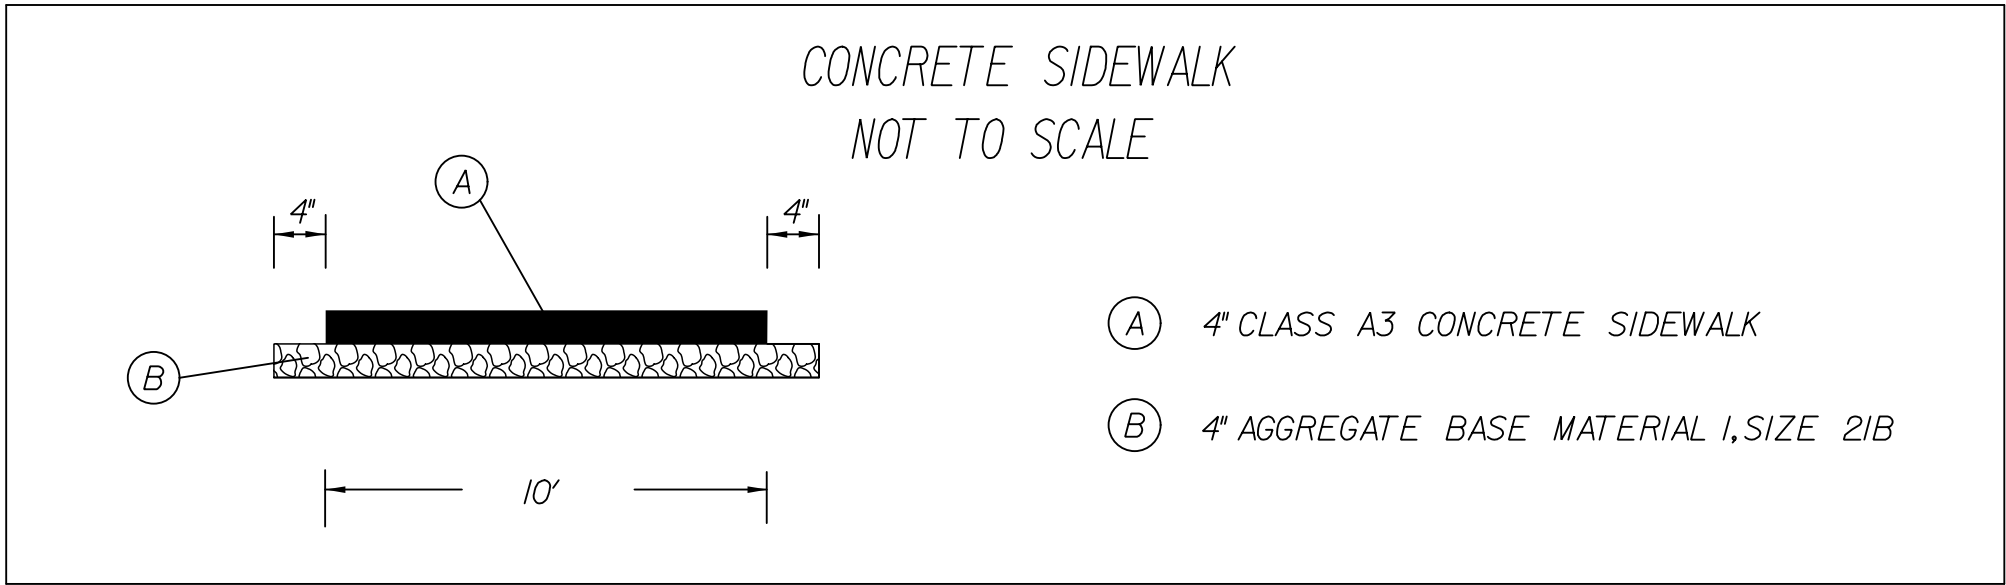 CONCRETE SIDEWALK
NOT TO SCALE
A
4" 4"
A 4" CLASS A3 CONCRETE SIDEWALK
B
B 4" AGGREGATE BASE MATERIAL 1, SIZE 21B
10'